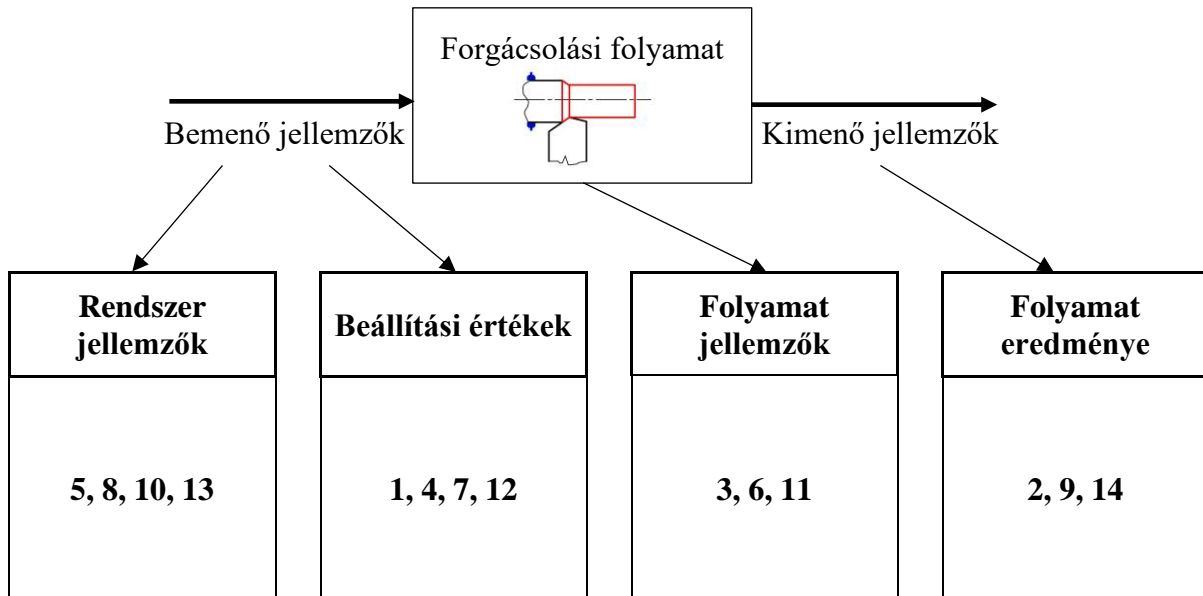 Forgácsolási folyamat
Bemenő jellemzők
Kimenő jellemzők
Rendszer
jellemzők
Beállítási értékek
Folyamat
jellemzők
Folyamat
eredménye
5, 8, 10, 13
1, 4, 7, 12
3, 6, 11
2, 9, 14